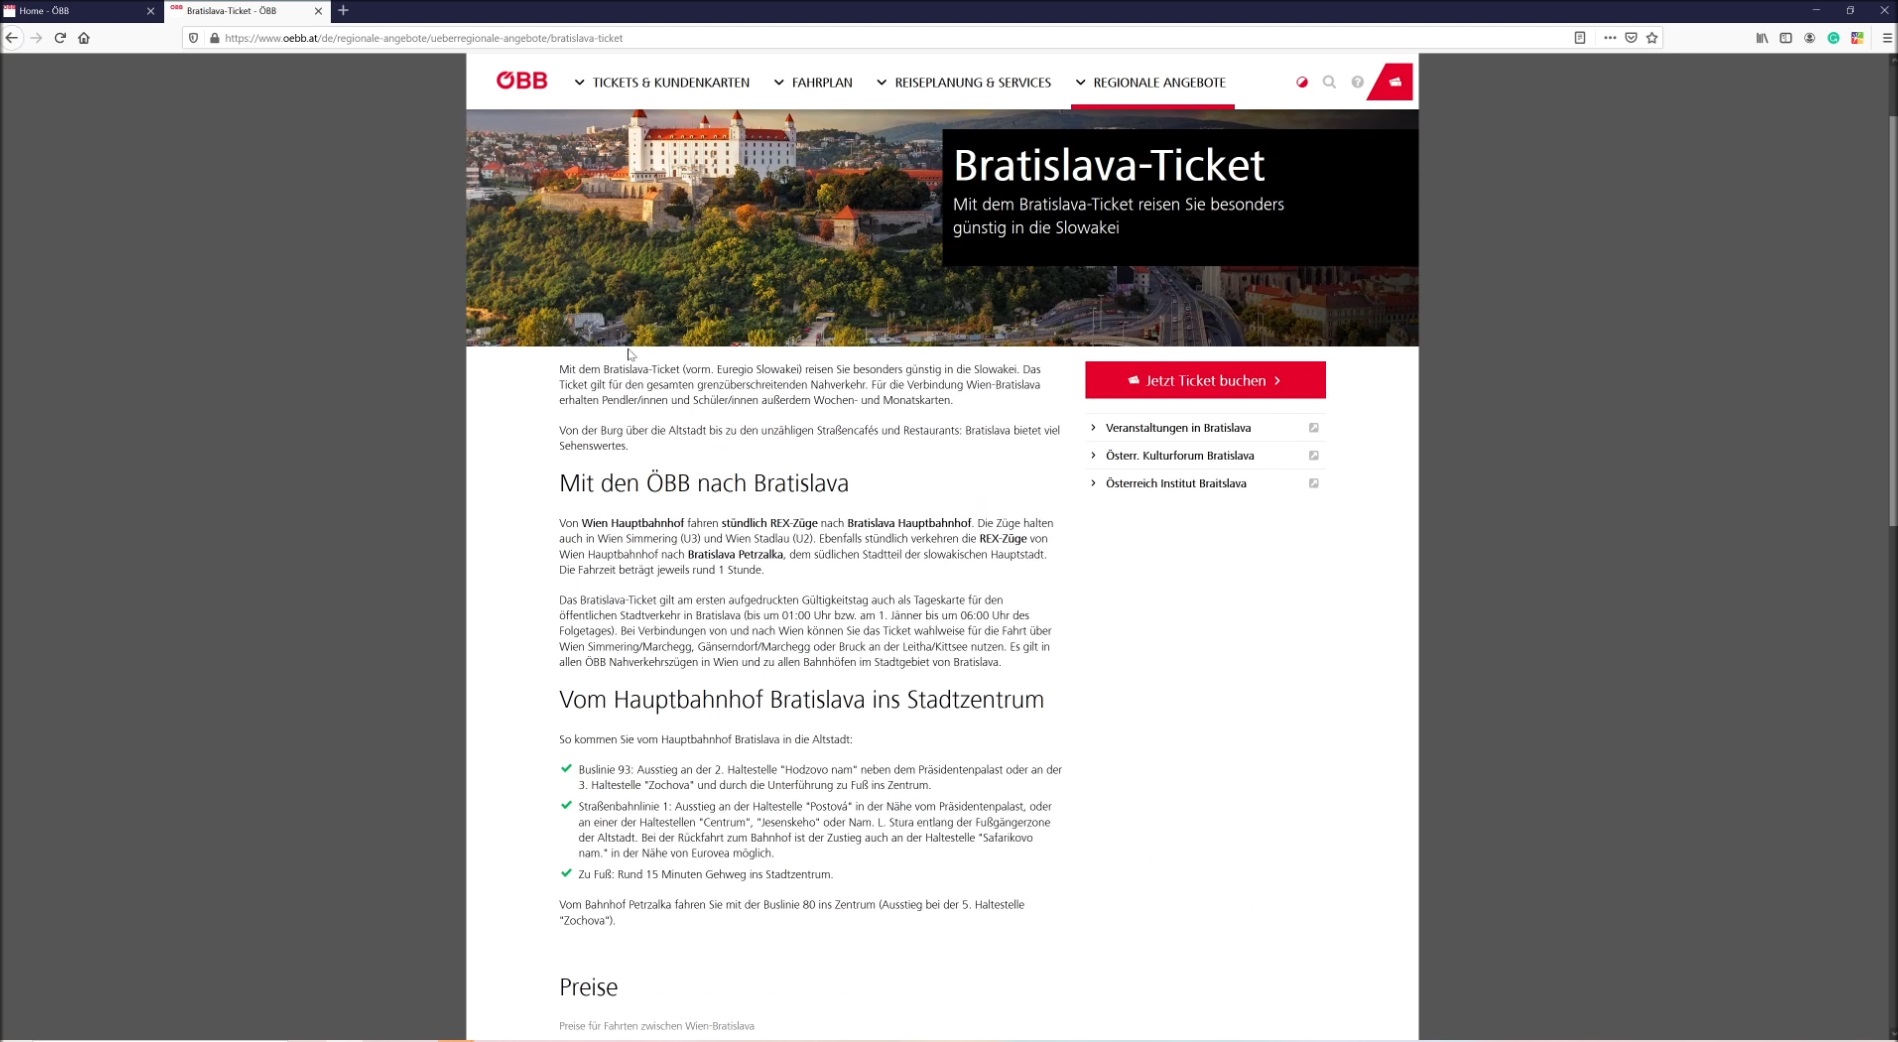 Home - ÖBB
Bratislava-Ticket - ÖBB
https://www.oebb.at/de/regionale-angebote/ueberregionale-angebote/bratislava-ticket
ÖBB
TICKETS & KUNDENKARTEN
FAHRPLAN
REISEPLANUNG & SERVICES
REGIONALE ANGEBOTE
Bratislava-Ticket
Mit dem Bratislava-Ticket reisen Sie besonders
günstig in die Slowakei
Mit dem Bratislava-Ticket (vorm. Euregio Slowakei) reisen Sie besonders günstig in die Slowakei. Das
Ticket gilt für den gesamten grenzüberschreitenden Nahverkehr. Für die Verbindung Wien-Bratislava
erhalten Pendler/innen und Schüler/innen außerdem Wochen- und Monatskarten.
Von der Burg über die Altstadt bis zu den unzähligen Straßencafés und Restaurants: Bratislava bietet viel
Sehenswertes.
Mit den ÖBB nach Bratislava
Von Wien Hauptbahnhof fahren stündlich REX-Züge nach Bratislava Hauptbahnhof. Die Züge halten
auch in Wien Simmering (U3) und Wien Stadlau (U2). Ebenfalls stündlich verkehren die REX-Züge von
Wien Hauptbahnhof nach Bratislava Petrzalka, dem südlichen Stadtteil der slowakischen Hauptstadt.
Die Fahrzeit beträgt jeweils rund 1 Stunde.
Das Bratislava-Ticket gilt am ersten aufgedruckten Gültigkeitstag auch als Tageskarte für den
öffentlichen Stadtverkehr in Bratislava (bis um 01:00 Uhr bzw. am 1. Jänner bis um 06:00 Uhr des
Folgetages). Bei Verbindungen von und nach Wien können Sie das Ticket wahlweise für die Fahrt über
Wien Simmering/Marchegg, Gänserndorf/Marchegg oder Bruck an der Leitha/Kittsee nutzen. Es gilt in
allen ÖBB Nahverkehrszügen in Wien und zu allen Bahnhöfen im Stadtgebiet von Bratislava.
Vom Hauptbahnhof Bratislava ins Stadtzentrum
So kommen Sie vom Hauptbahnhof Bratislava in die Altstadt:
Buslinie 93: Ausstieg an der 2. Haltestelle "Hodzovo nam" neben dem Präsidentenpalast oder an der
3. Haltestelle "Zochova" und durch die Unterführung zu Fuß ins Zentrum.
Straßenbahnlinie 1: Ausstieg an der Haltestelle "Postová" in der Nähe vom Präsidentenpalast, oder
an einer der Haltestellen "Centrum", "Jesenskeho" oder Nam. L. Stura entlang der Fußgängerzone
der Altstadt. Bei der Rückfahrt zum Bahnhof ist der Zustieg auch an der Haltestelle "Safarikovo
nam." in der Nähe von Eurovea möglich.
Zu Fuß: Rund 15 Minuten Gehweg ins Stadtzentrum.
Vom Bahnhof Petrzalka fahren Sie mit der Buslinie 80 ins Zentrum (Ausstieg bei der 5. Haltestelle
"Zochova").
Preise
Preise für Fahrten zwischen Wien-Bratislava
Jetzt Ticket buchen
Veranstaltungen in Bratislava
Österr. Kulturforum Bratislava
Österreich Institut Braitslava